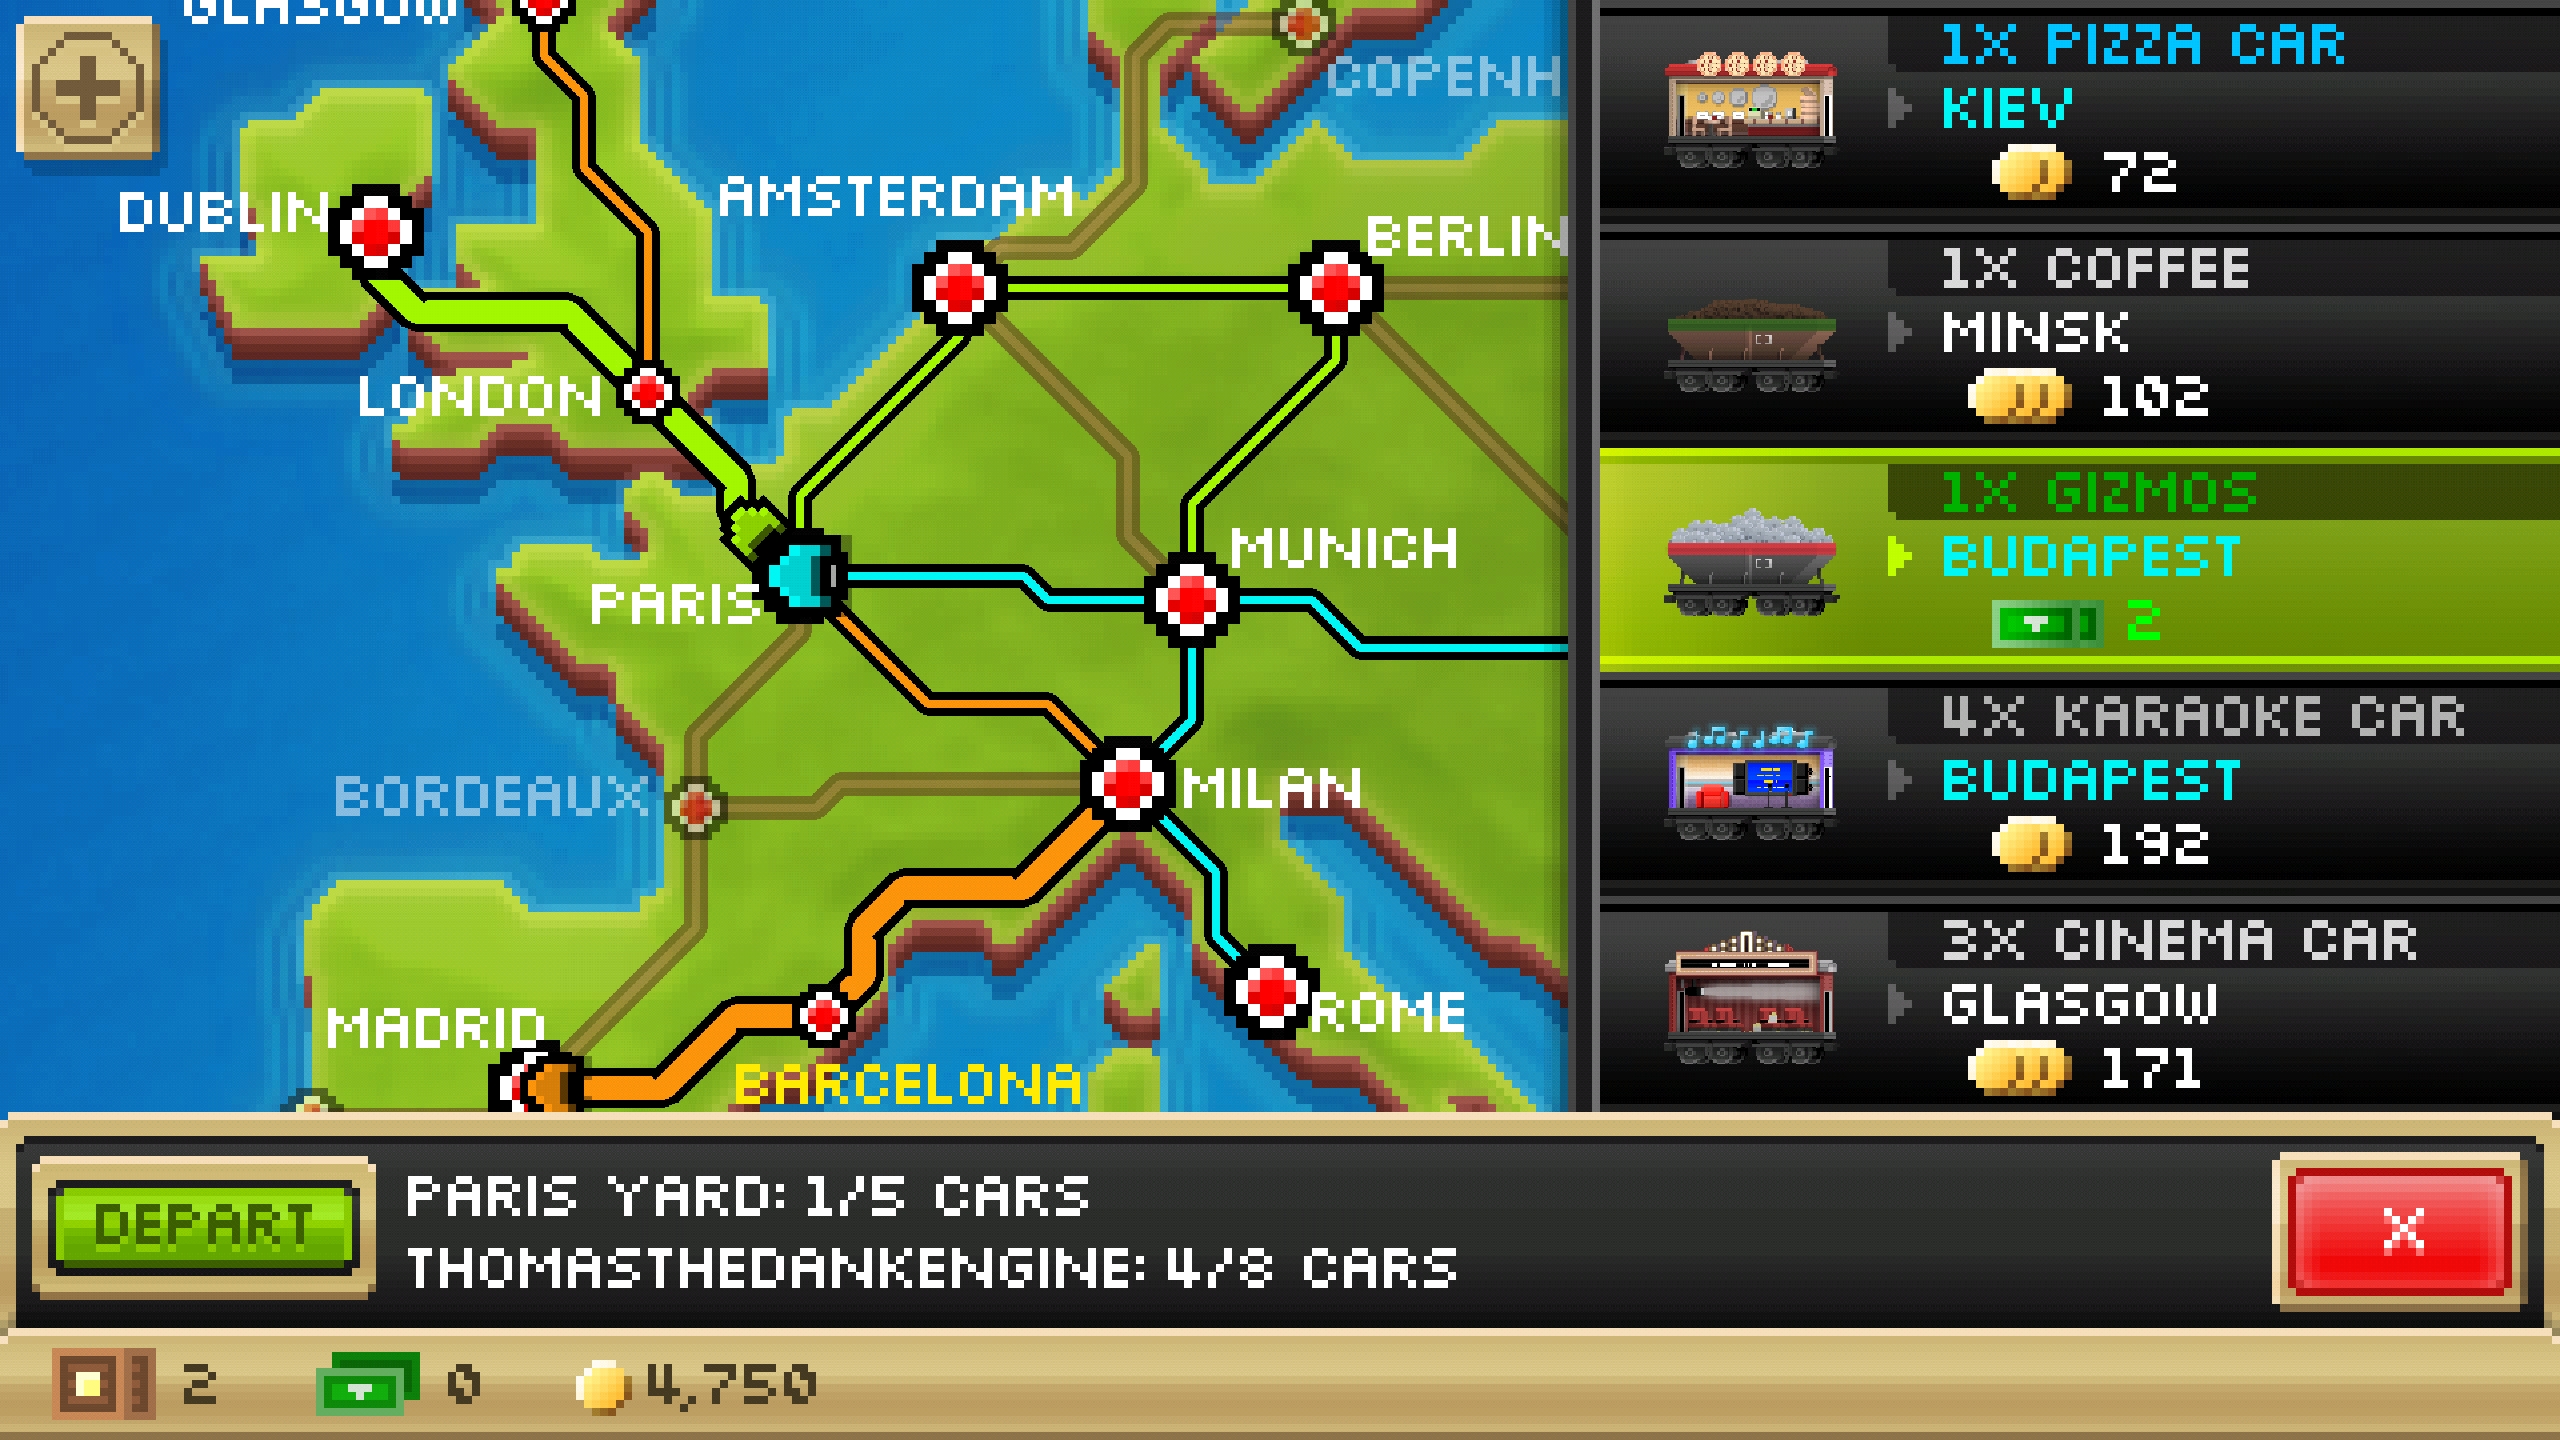 GLASGOW
COPENH
DUBLIN
AMSTERDAM
BERLIN
LONDON
MUNICH
PARIS
BORDEAUX
MILAN
ROME
MADRID
BARCELONA
1X PIZZA CAR
KIEV
72
1X COFFEE
MINSK
102
1X GIZMOS
BUDAPEST
2
4X KARAOKE CAR
BUDAPEST
192
3X CINEMA CAR
GLASGOW
171
DEPART
PARIS YARD: 1/5 CARS
THOMASTHEDANKENGINE: 4/8 CARS
X
2
0
4,750